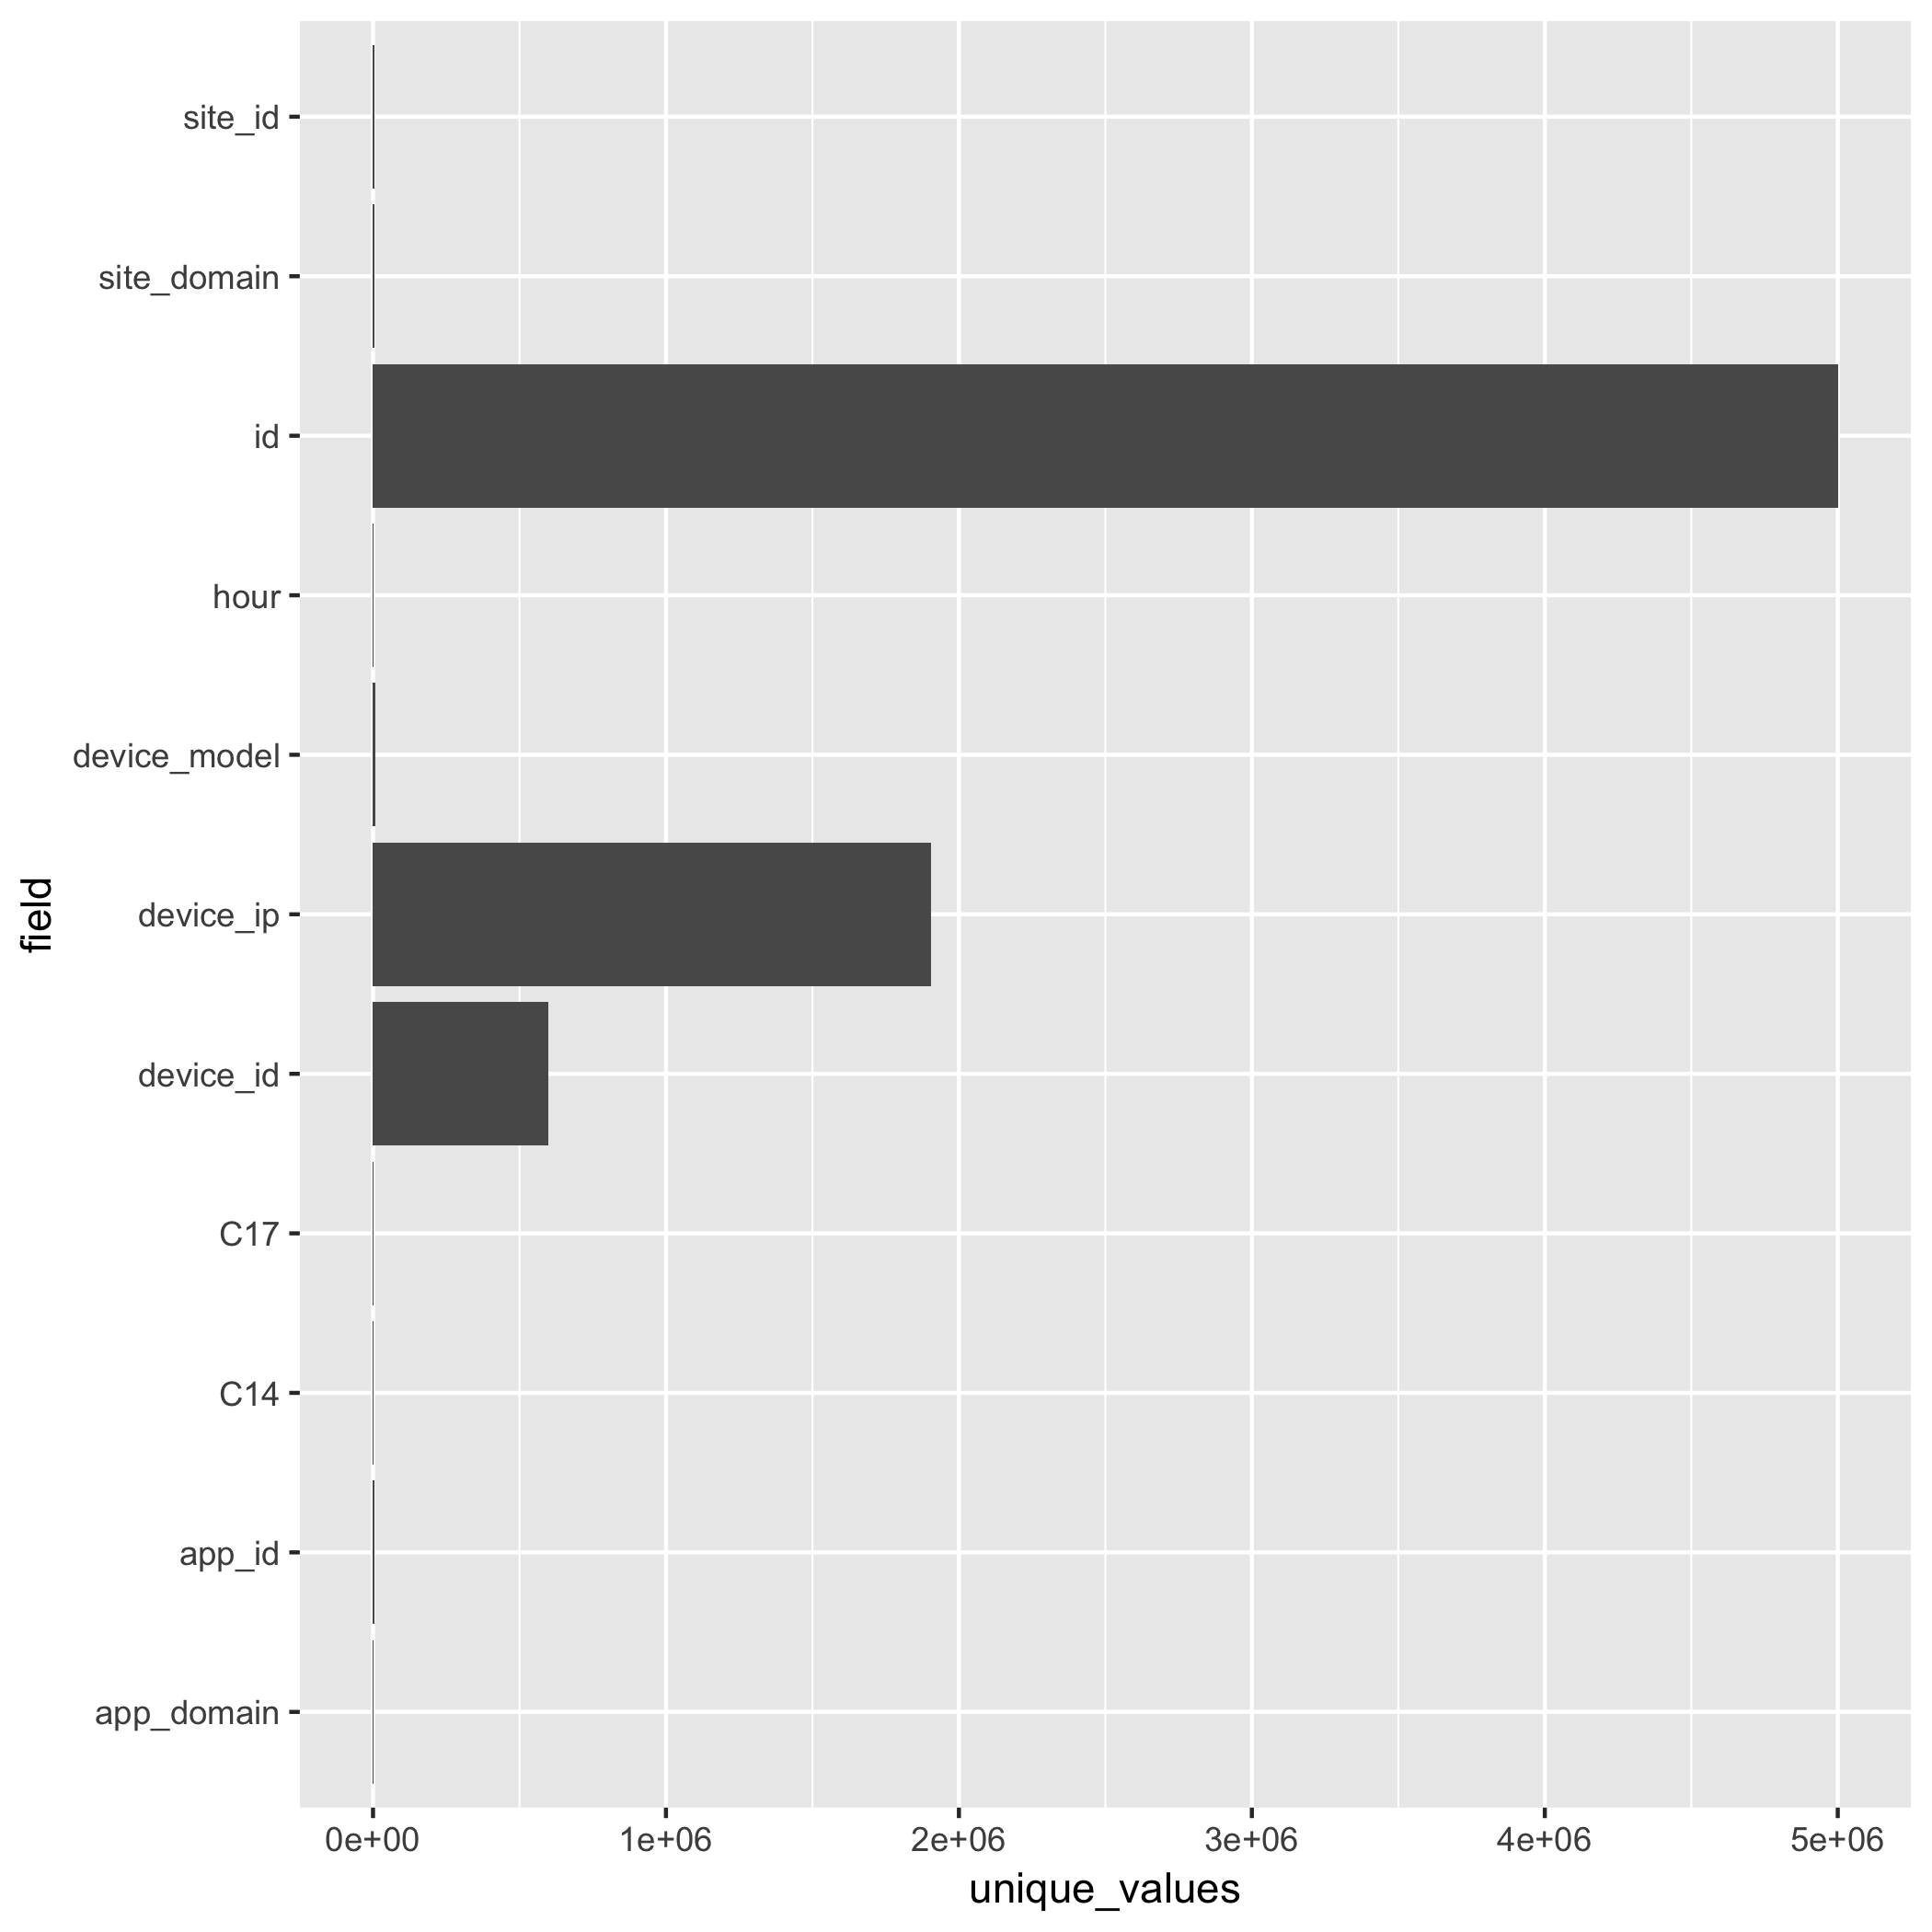 site_id
site_domain
id
hour
device_model
device_ip
device_id
C17
C14
app_id
app_domain
field
0e+00 1e+06 2e+06 3e+06 4e+06 5e+06
unique_values